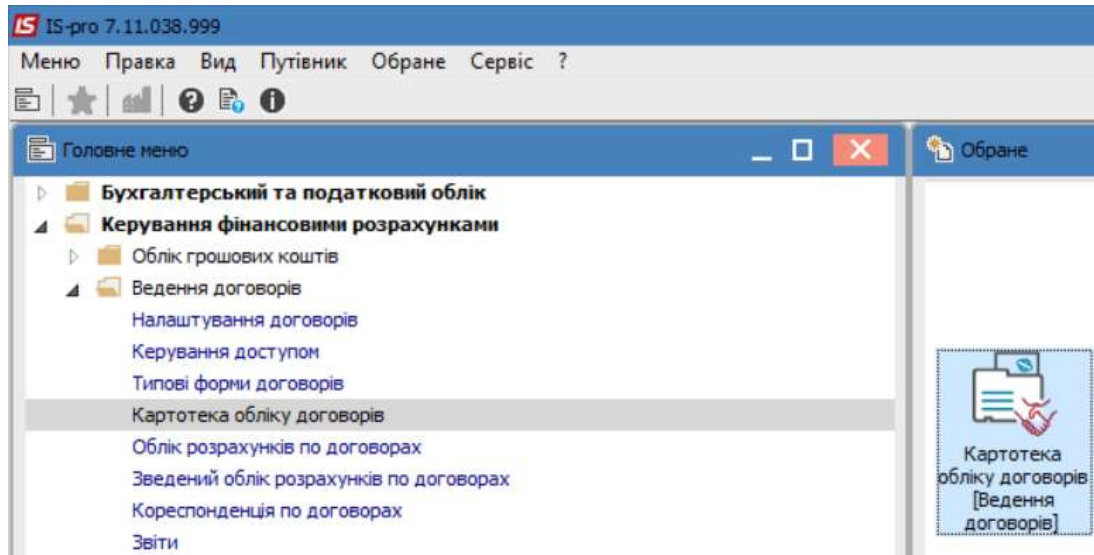 IS IS-pro 7.11.038.999
Меню Правка Вид Путівник Обране Сервіс ?
Головне меню
Бухгалтерський та податковий облік
Керування фінансовими розрахунками
Облік грошових коштів
Ведення договорів
Налаштування договорів
Керування доступом
Типові форми договорів
Картотека обліку договорів
Облік розрахунків по договорах
Зведений облік розрахунків по договорах
Кореспонденція по договорах
Звіти
Обране
Картотека
обліку договорів
[Ведення
договорів]